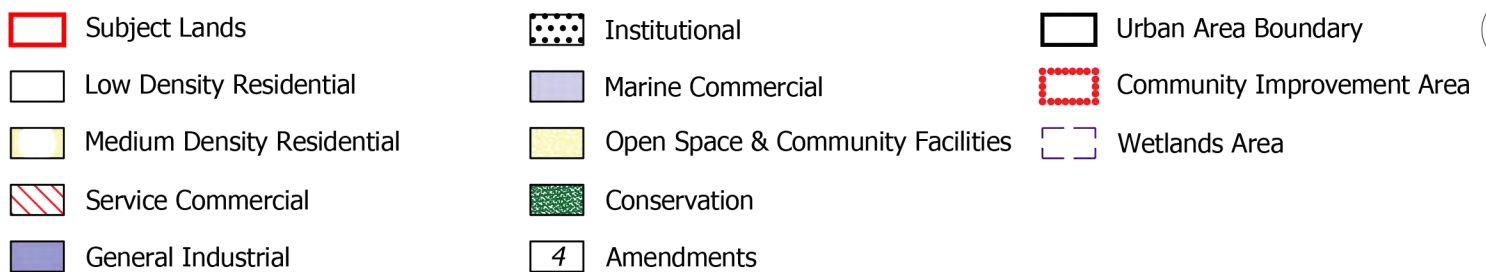 Subject Lands
Low Density Residential
Medium Density Residential
Service Commercial
General Industrial
Institutional
Marine Commercial
Open Space & Community Facilities
Conservation
4 Amendments
Urban Area Boundary
Community Improvement Area
Wetlands Area